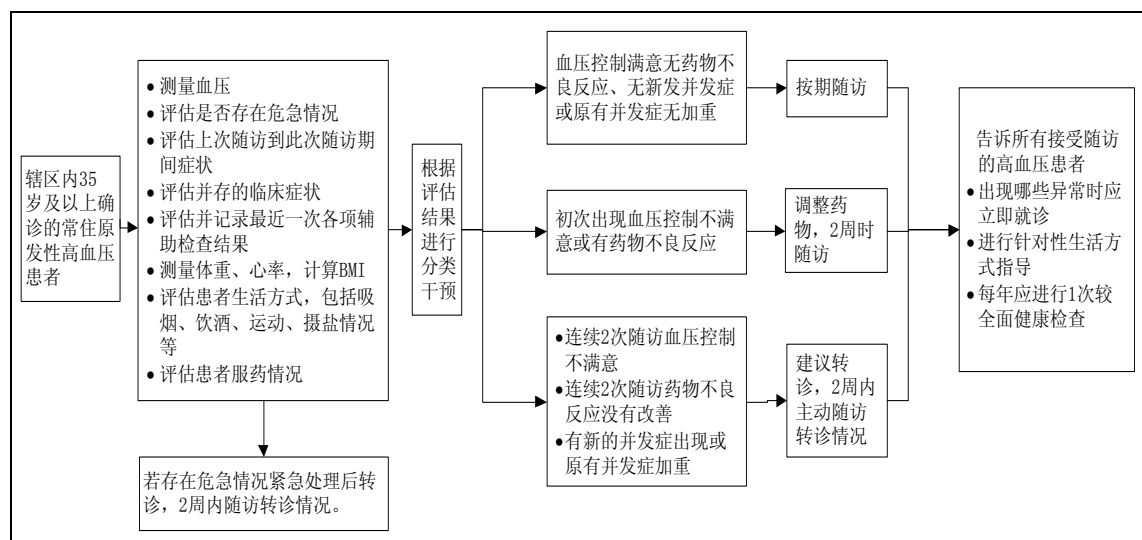 辖区内35
岁及以上确
诊的常住原
发性高血压
患者
● 测量血压
● 评估是否存在危急情况
● 评估上次随访到此次随访期
间症状
● 评估并存的临床症状
● 评估并记录最近一次各项辅
助检查结果
● 测量体重、心率，计算BMI
● 评估患者生活方式，包括吸
烟、饮酒、运动、摄盐情况
等
● 评估患者服药情况
若存在危急情况紧急处理后转
诊，2周内随访转诊情况。
根据
评估
结果
进行
分类
干预
血压控制满意无药物不
良反应、无新发并发症
或原有并发症无加重
按期随访
初次出现血压控制不满
意或有药物不良反应
调整药
物，2周时
随访
●连续2次随访血压控制
不满意
●连续2次随访药物不良
反应没有改善
●有新的并发症出现或
原有并发症加重
建议转
诊，2周内
主动随访
转诊情况
告诉所有接受随访
的高血压患者
●出现哪些异常时应
立即就诊
●进行针对性生活方
式指导
●每年应进行1次较
全面健康检查